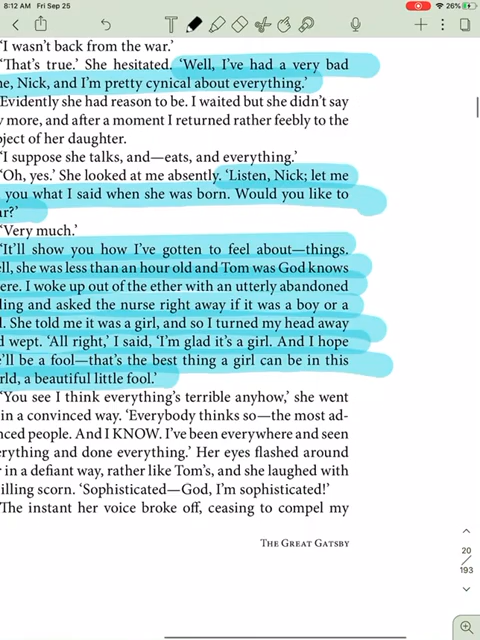 8:12 AM Fri Sep 25
26%
'I wasn't back from the war.'
'That's true.' She hesitated. 'Well, I've had a very bad
e, Nick, and I'm pretty cynical about everything.'
Evidently she had reason to be. I waited but she didn't say
y more, and after a moment I returned rather feebly to the
bject of her daughter.
'I suppose she talks, and—eats, and everything.'
'Oh, yes.' She looked at me absently. 'Listen, Nick; let me
you what I said when she was born. Would you like to
ar?'
'Very much.'
'It'll show you how I've gotten to feel about—things.
ell, she was less than an hour old and Tom was God knows
ere. I woke up out of the ether with an utterly abandoned
ling and asked the nurse right away if it was a boy or a
l. She told me it was a girl, and so I turned my head away
d wept. 'All right,' I said, 'I'm glad it's a girl. And I hope
e'll be a fool—that's the best thing a girl can be in this
rld, a beautiful little fool.'
'You see I think everything's terrible anyhow,' she went
in a convinced way. 'Everybody thinks so—the most ad-
nced people. And I KNOW. I've been everywhere and seen
erything and done everything.' Her eyes flashed around
r in a defiant way, rather like Tom's, and she laughed with
illing scorn. 'Sophisticated—God, I'm sophisticated!'
The instant her voice broke off, ceasing to compel my
The Great Gatsby
20
193